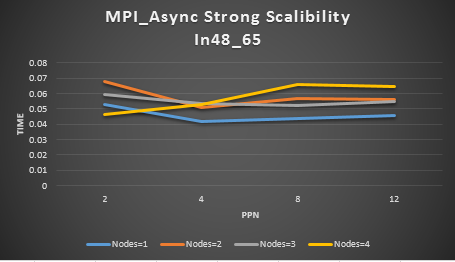 MPI_Async Strong Scalibility
In48_65
0.08
0.07
0.06
0.05
0.04
0.03
0.02
0.01
0
TIME
2 4 8 12
PPN
Nodes=1 Nodes=2 Nodes=3 Nodes=4